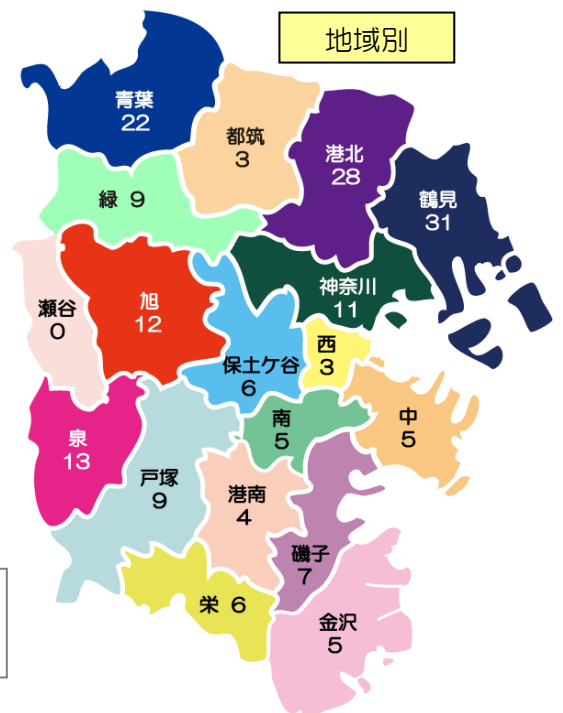 地域別
青葉
22
都筑
3
港北
28
鶴見
31
緑 9
神奈川
11
瀬谷
0
旭
12
西
3
保土ケ谷
6
中
5
南
5
泉
13
戸塚
9
港南
4
磯子
7
栄 6
金沢
5